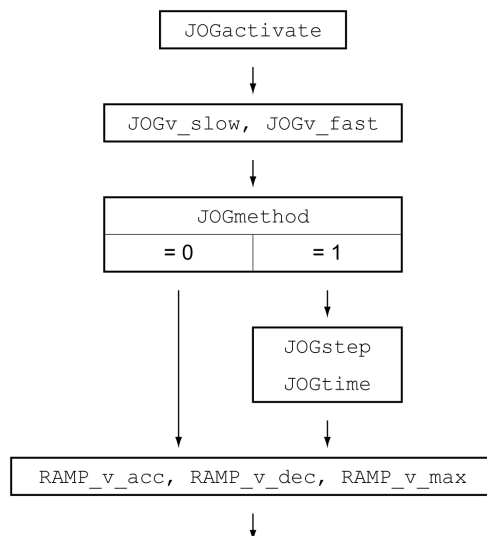 JOGactivate
JOGv_slow, JOGv_fast
JOGmethod
= 0
= 1
JOGstep
JOGtime
RAMP_v_acc, RAMP_v_dec, RAMP_v_max